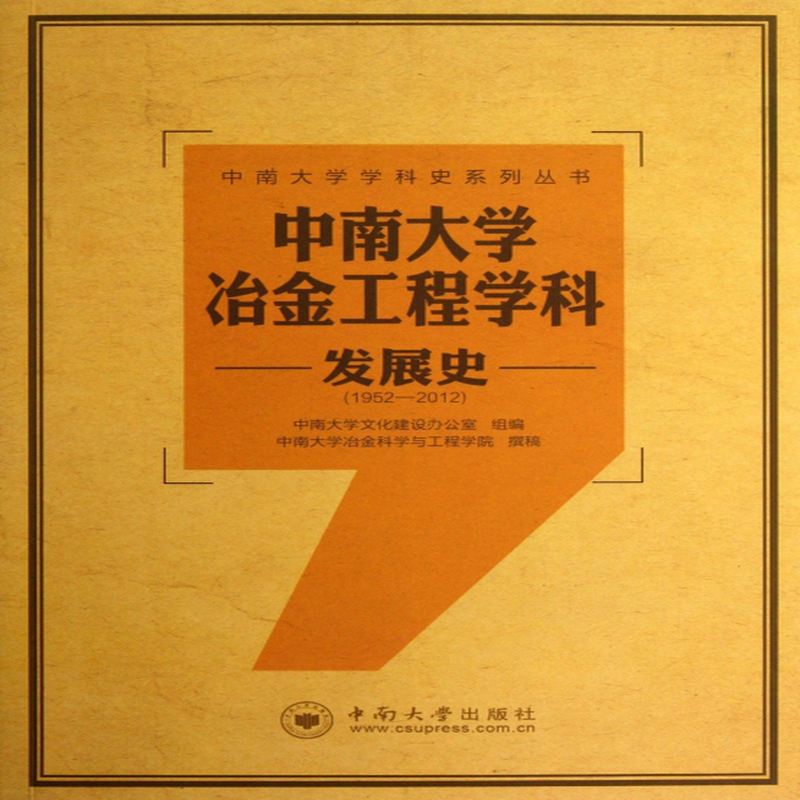 中南大学学科史系列丛书
中南大学
冶金工程学科
发展史
(1952—2012)
中南大学文化建设办公室 组编
中南大学冶金科学与工程学院 撰稿
中南大学出版社
www.csupress.com.cn